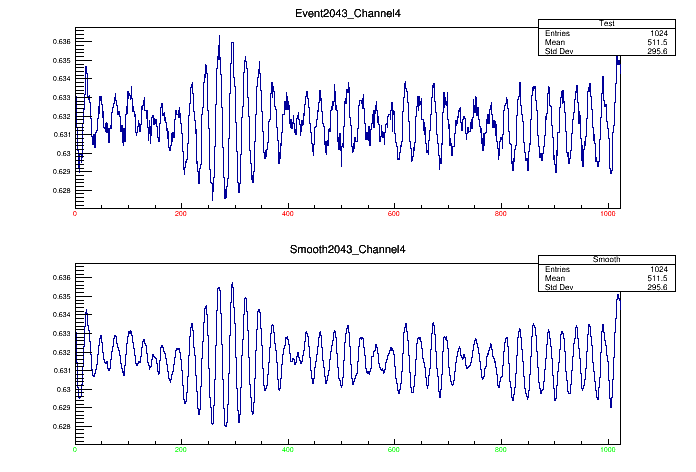 Event2043_Channel4
Test
Entries 1024
Mean 511.5
Std Dev 295.6
0.636
0.635
0.634
0.633
0.632
0.631
0.63
0.629
0.628
0 200 400 600 800 1000
Smooth2043_Channel4
Smooth
Entries 1024
Mean 511.5
Std Dev 295.6
0.636
0.635
0.634
0.633
0.632
0.631
0.63
0.629
0.628
0 200 400 600 800 1000